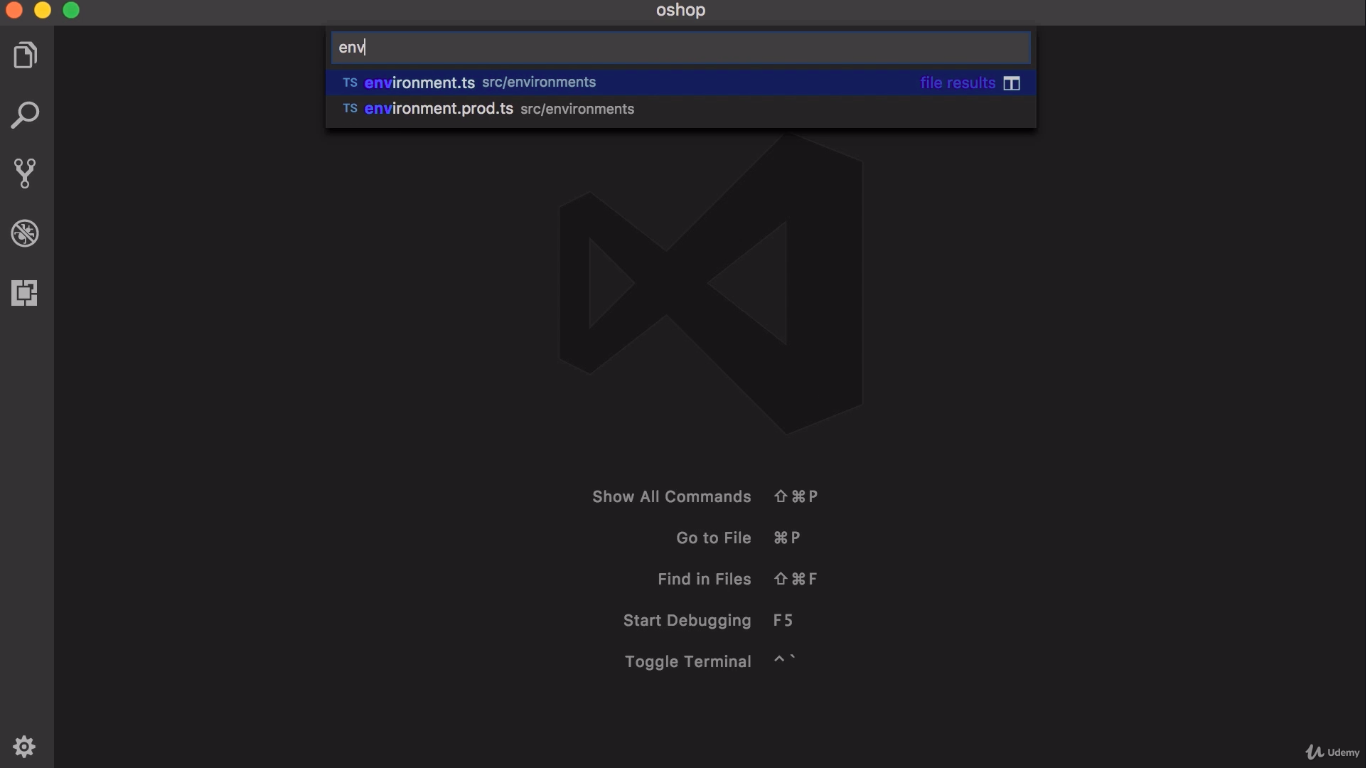 oshop
env
TS environment.ts src/environments file results
TS environment.prod.ts src/environments
Show All Commands ⇧⌘P
Go to File ⌘P
Find in Files ⇧⌘F
Start Debugging F5
Toggle Terminal ^`
Udemy